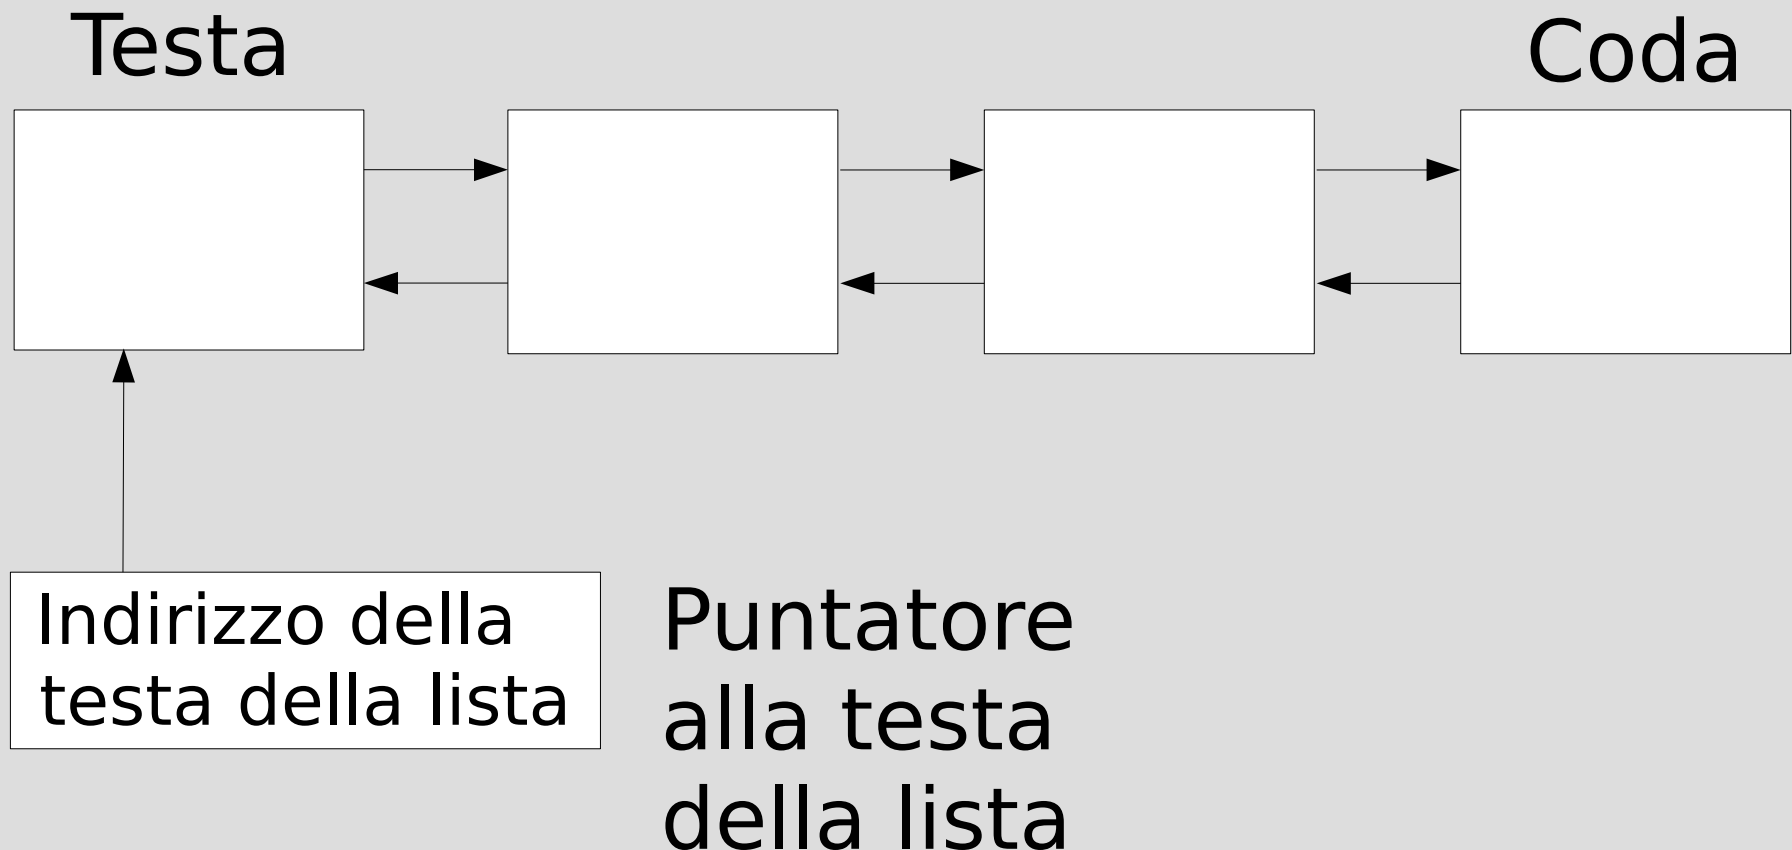 Testa
Coda
Indirizzo della
testa della lista
Puntatore
alla testa
della lista